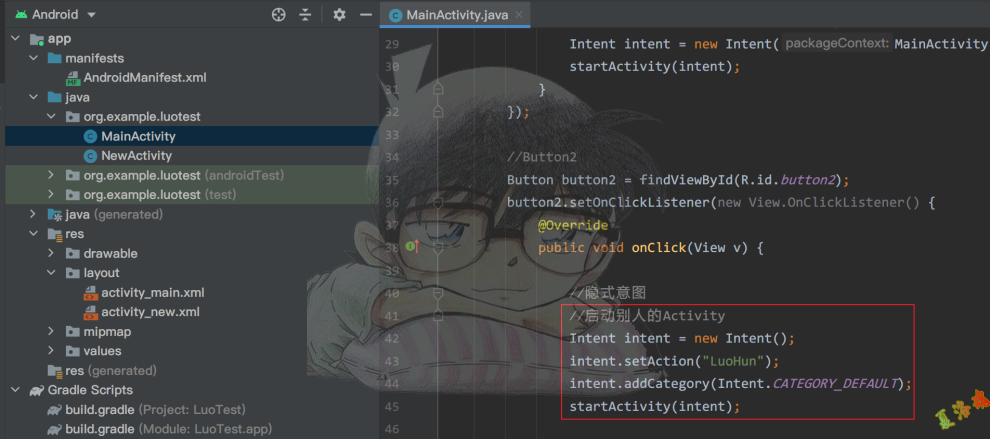 Android
app
manifests
AndroidManifest.xml
java
org.example.luotest
MainActivity
NewActivity
org.example.luotest (androidTest)
org.example.luotest (test)
java (generated)
res
drawable
layout
activity_main.xml
activity_new.xml
mipmap
values
res (generated)
Gradle Scripts
build.gradle (Project: LuoTest)
build.gradle (Module: LuoTest.app)
MainActivity.java
29 Intent intent = new Intent( packageContext: MainActivity
30 startActivity(intent);
31 }
32 });
33
34 //Button2
35 Button button2 = findViewById(R.id.button2);
36 button2.setOnClickListener(new View.OnClickListener() {
37 @Override
38 public void onClick(View v) {
39
40 //隐式意图
41 //启动别人的Activity
42 Intent intent = new Intent();
43 intent.setAction("LuoHun");
44 intent.addCategory(Intent.CATEGORY_DEFAULT);
45 startActivity(intent);
46